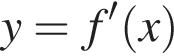 y = f′(x)